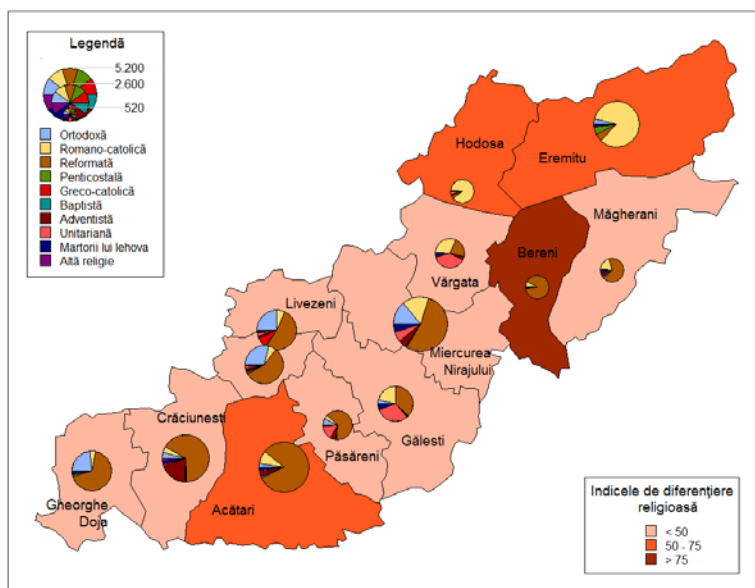 Legendă
5.200
2.600
520
Ortodoxă
Romano-catolică
Reformată
Penticostală
Greco-catolică
Baptistă
Adventistă
Unitariană
Martorii lui Iehova
Altă religie
Hodosa
Eremitu
Măgherani
Bereni
Vărgata
Livezeni
Miercurea
Nirajului
Crăciunesti
Gălesti
Păsăreni
Gheorghe
Doja
Acătari
Indicele de diferențiere
religioasă
< 50
50 - 75
> 75